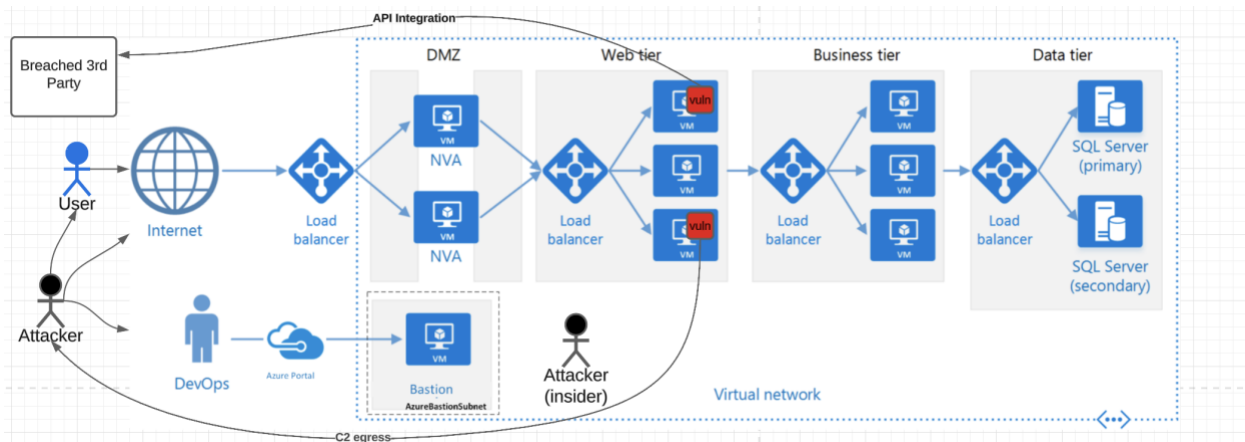 API Integration
Breached 3rd
Party
DMZ
Web tier
Business tier
Data tier
vuln
VM
VM
VM
VM
NVA
SQL Server
(primary)
User
Internet
Load
balancer
VM
VM
VM
Load
balancer
Load
balancer
Load
balancer
vuln
VM
NVA
VM
VM
SQL Server
(secondary)
Attacker
DevOps
Azure Portal
VM
Bastion
AzureBastionSubnet
Attacker
(insider)
Virtual network
C2 egress